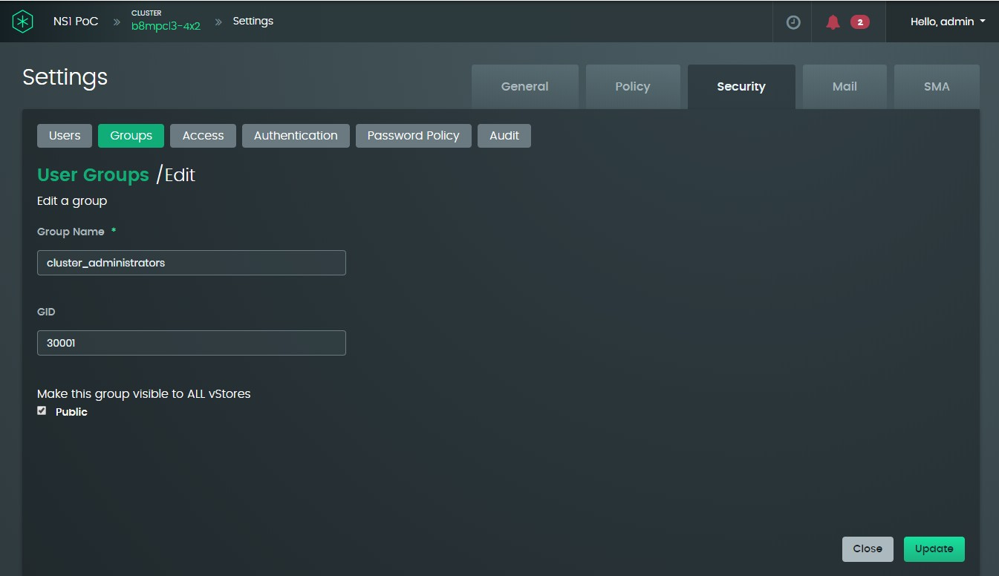 NS1 PoC » CLUSTER b8mpcl3-4x2 » Settings 2 Hello, admin
Settings
General Policy Security Mail SMA
Users Groups Access Authentication Password Policy Audit
User Groups /Edit
Edit a group
Group Name *
cluster_administrators
GID
30001
Make this group visible to ALL vStores
Public
Close Update